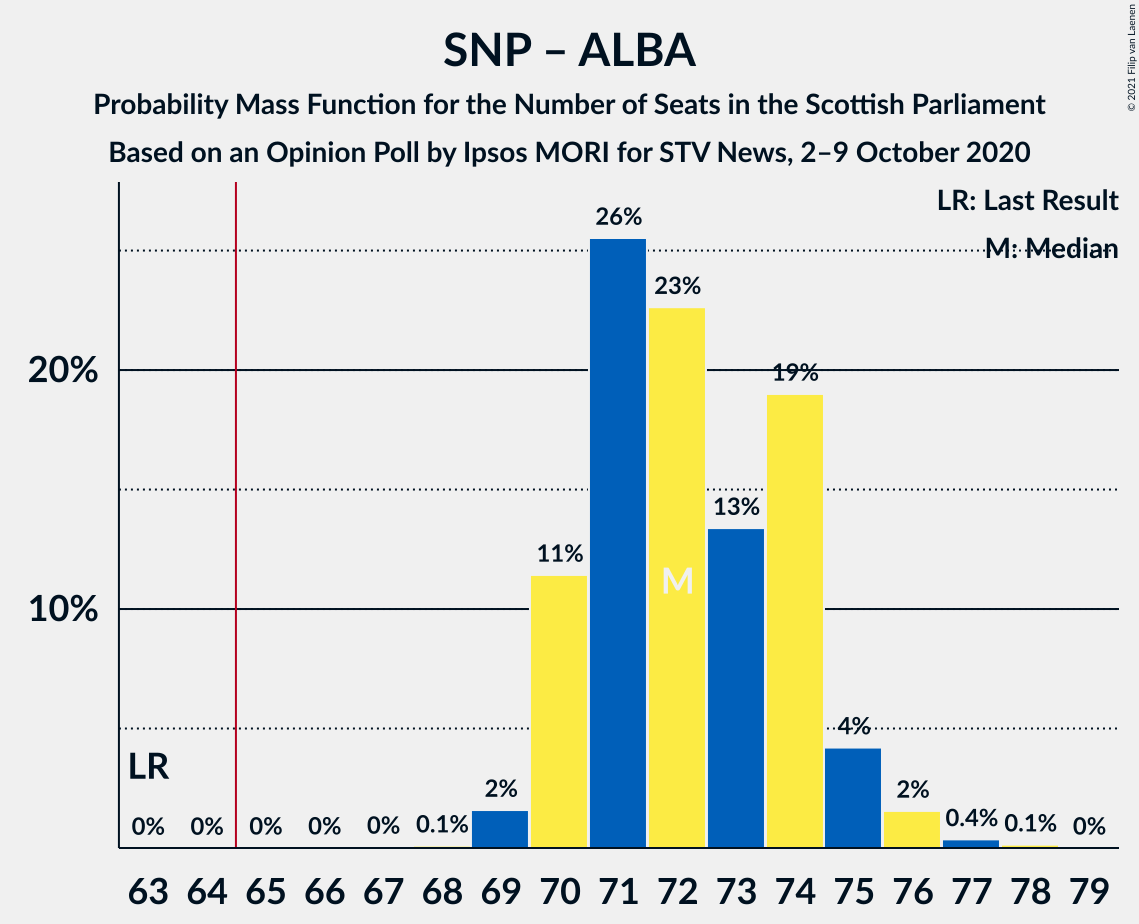 SNP – ALBA
Probability Mass Function for the Number of Seats in the Scottish Parliament
Based on an Opinion Poll by Ipsos MORI for STV News, 2–9 October 2020
© 2021 Filip van Laenen
LR: Last Result
M: Median
26%
23%
20%
19%
13%
11%
M
10%
4%
LR
2%
2%
0% 0% 0% 0% 0% 0.1% 0.4% 0.1% 0%
63 64 65 66 67 68 69 70 71 72 73 74 75 76 77 78 79